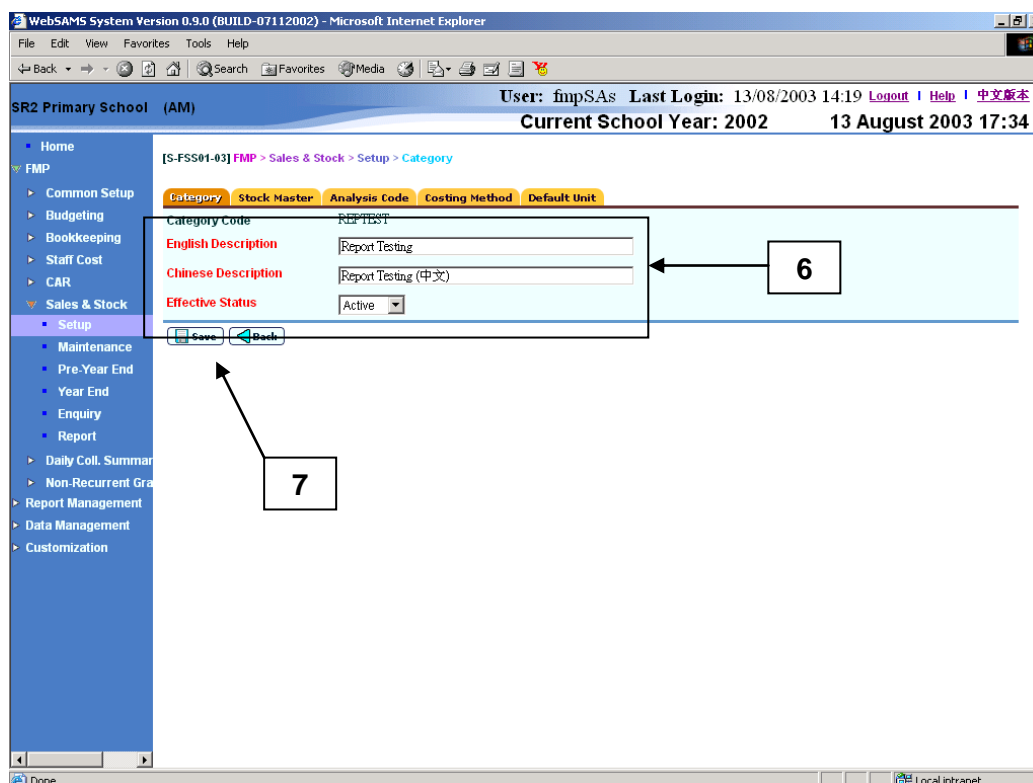 WebSAMS System Version 0.9.0 (BUILD-07112002) - Microsoft Internet Explorer
File Edit View Favorites Tools Help
Back Search Favorites Media
SR2 Primary School (AM)
User: fmpSAs Last Login: 13/08/2003 14:19 Logout | Help | 中文版本
Current School Year: 2002 13 August 2003 17:34
Home
FMP
Common Setup
Budgeting
Bookkeeping
Staff Cost
CAR
Sales & Stock
Setup
Maintenance
Pre-Year End
Year End
Enquiry
Report
Daily Coll. Summar
Non-Recurrent Gra
Report Management
Data Management
Customization
[S-FSS01-03] FMP > Sales & Stock > Setup > Category
Category Stock Master Analysis Code Costing Method Default Unit
Category Code REPTEST
English Description Report Testing
Chinese Description Report Testing (中文)
Effective Status Active
Save Back
6
7
Done Local intranet